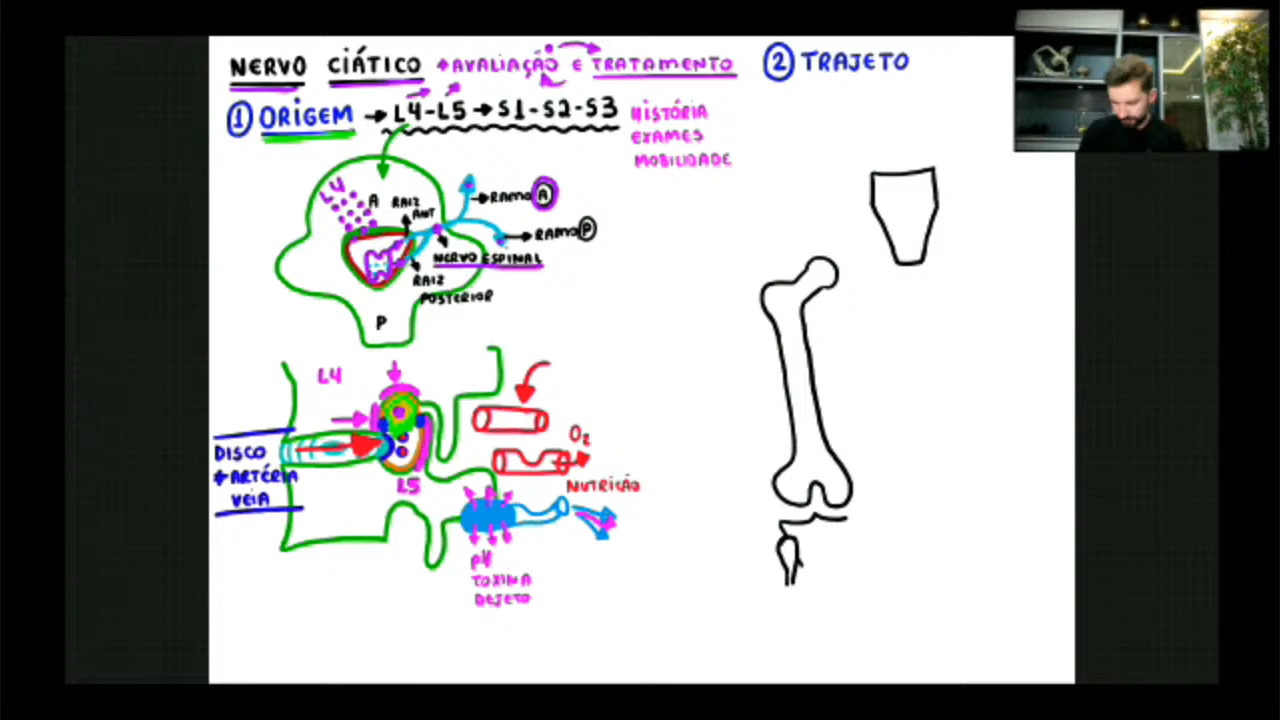 NERVO CIÁTICO + AVALIAÇÃO E TRATAMENTO
① ORIGEM → L4-L5 → S1-S2-S3
HISTÓRIA
EXAMES
MOBILIDADE
L4
A
RAIZ
ANT
→ RAMO A
→ RAMO P
NERVO ESPINAL
RAIZ
POSTERIOR
P
L4
DISCO
+ ARTÉRIA
VEIA
L5
O2
NUTRIÇÃO
pH
TOXINA
DEJETO
② TRAJETO